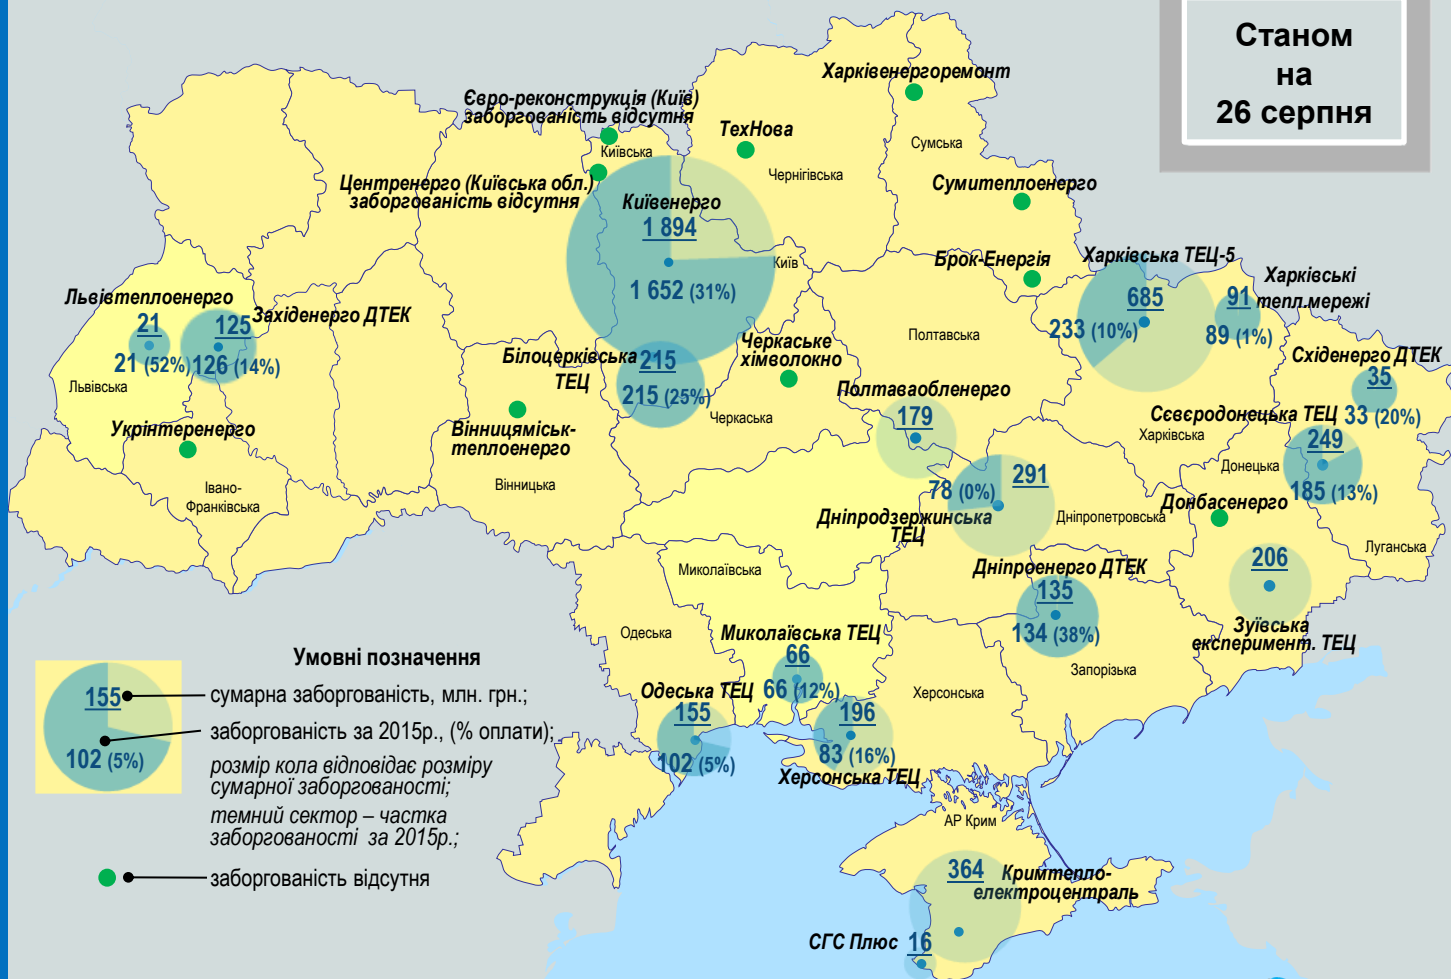 Станом
на
26 серпня
Харківенергоремонт
Євро-реконструкція (Київ)
заборгованість відсутня
ТехНова
Київська
Сумська
Чернігівська
Центренерго (Київська обл.)
заборгованість відсутня
Сумитеплоенерго
Київенерго
1 894
1 652 (31%)
Київ
Брок-Енергія
Харківська ТЕЦ-5
685
233 (10%)
Харківські
тепл.мережі
91
89 (1%)
Львівтеплоенерго
21
21 (52%)
Західенерго ДТЕК
125
126 (14%)
Львівська
Полтавська
Білоцерківська
ТЕЦ
215
215 (25%)
Черкаське
хімволокно
Черкаська
Східенерго ДТЕК
35
33 (20%)
Полтаваобленерго
179
Сєвєродонецька ТЕЦ
249
185 (13%)
Харківська
Донецька
Укрінтеренерго
Вінницяміськ-
теплоенерго
Вінницька
Івано-
Франківська
291
78 (0%)
Дніпродзержинська
ТЕЦ
Дніпропетровська
Донбасенерго
Луганська
Миколаївська
Дніпроенерго ДТЕК
135
134 (38%)
206
Зуївська
експеримент. ТЕЦ
Одеська
Миколаївська ТЕЦ
66
66 (12%)
Запорізька
Херсонська
Одеська ТЕЦ
155
102 (5%)
196
83 (16%)
Херсонська ТЕЦ
АР Крим
364
Кримтепло-
електроцентраль
СГС Плюс
16
Умовні позначення
155
102 (5%)
сумарна заборгованість, млн. грн.;
заборгованість за 2015р., (% оплати);
розмір кола відповідає розміру
сумарної заборгованості;
темний сектор – частка
заборгованості за 2015р.;
заборгованість відсутня